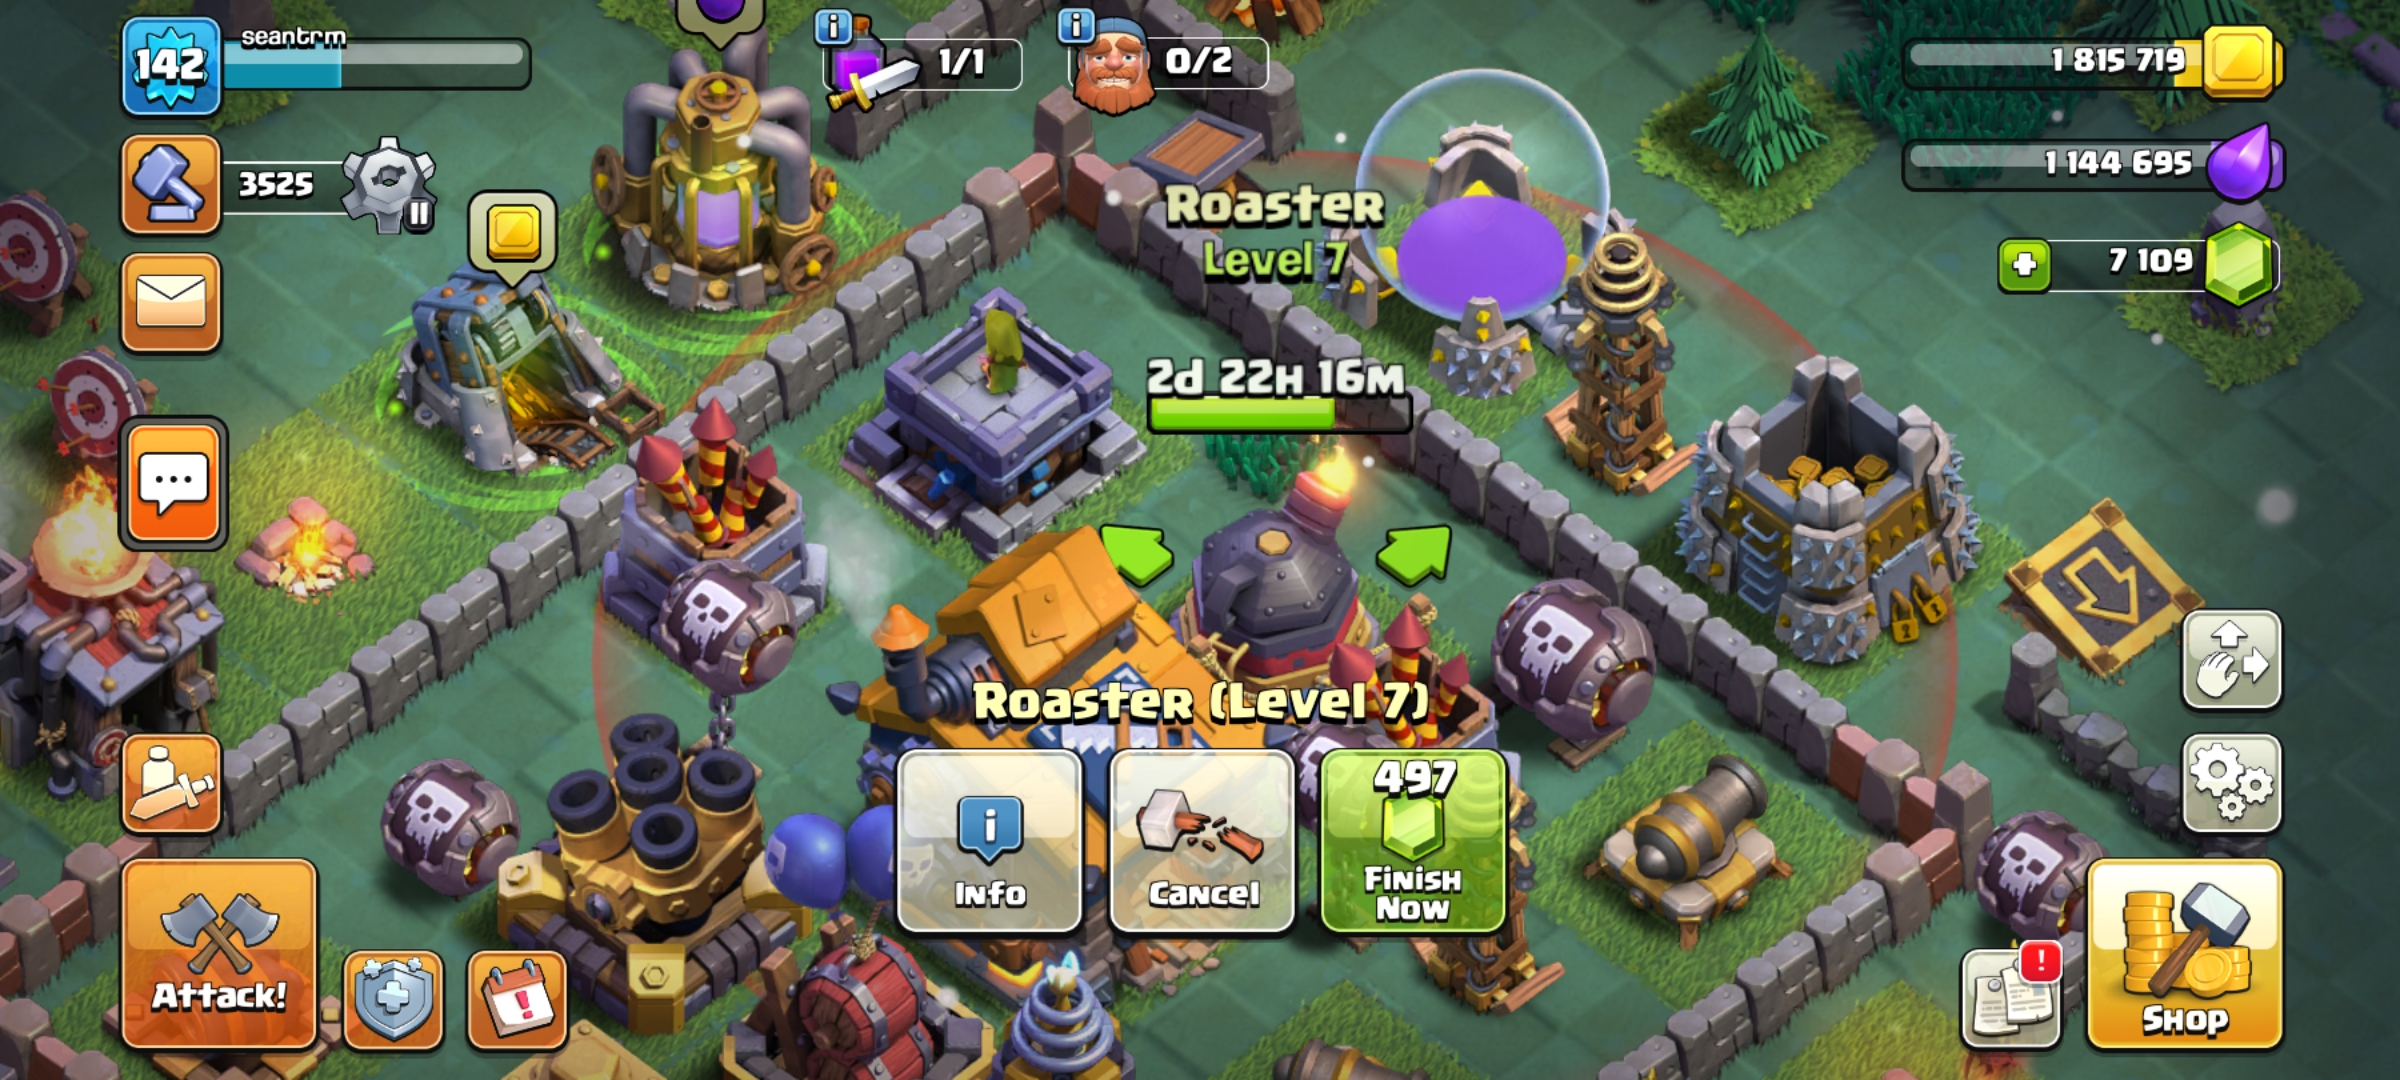 142
seantrm
1/1
0/2
1 815 719
3525
1 144 695
7 109
Roaster
Level 7
2d 22h 16m
Roaster (Level 7)
Info
Cancel
497
Finish
Now
Attack!
Shop